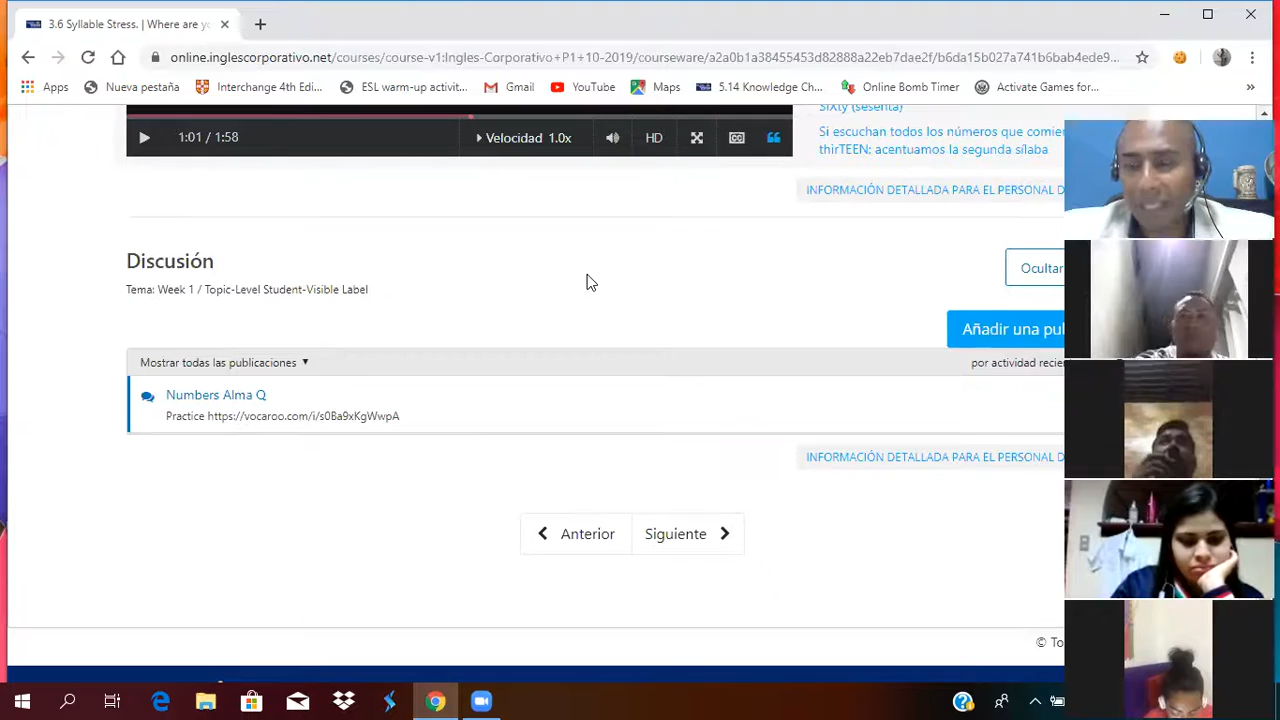 3.6 Syllable Stress. | Where are yo
online.inglescorporativo.net/courses/course-v1:Ingles-Corporativo+P1+10-2019/courseware/a2a0b1a38455453d82888a22eb7dae2f/b6da15b027a741b6bab4ede9...
Apps Nueva pestaña Interchange 4th Edi... ESL warm-up activit... Gmail YouTube Maps 5.14 Knowledge Ch... Online Bomb Timer Activate Games for... »
SIXty (sesenta)
Si escuchan todos los números que comie
thirTEEN: acentuamos la segunda sílaba
1:01 / 1:58 Velocidad 1.0x HD
INFORMACIÓN DETALLADA PARA EL PERSONAL D
Discusión
Ocultar
Tema: Week 1 / Topic-Level Student-Visible Label
Añadir una pu
Mostrar todas las publicaciones por actividad recie
Numbers Alma Q
Practice https://vocaroo.com/i/s0Ba9xKgWwpA
INFORMACIÓN DETALLADA PARA EL PERSONAL D
Anterior Siguiente
© To